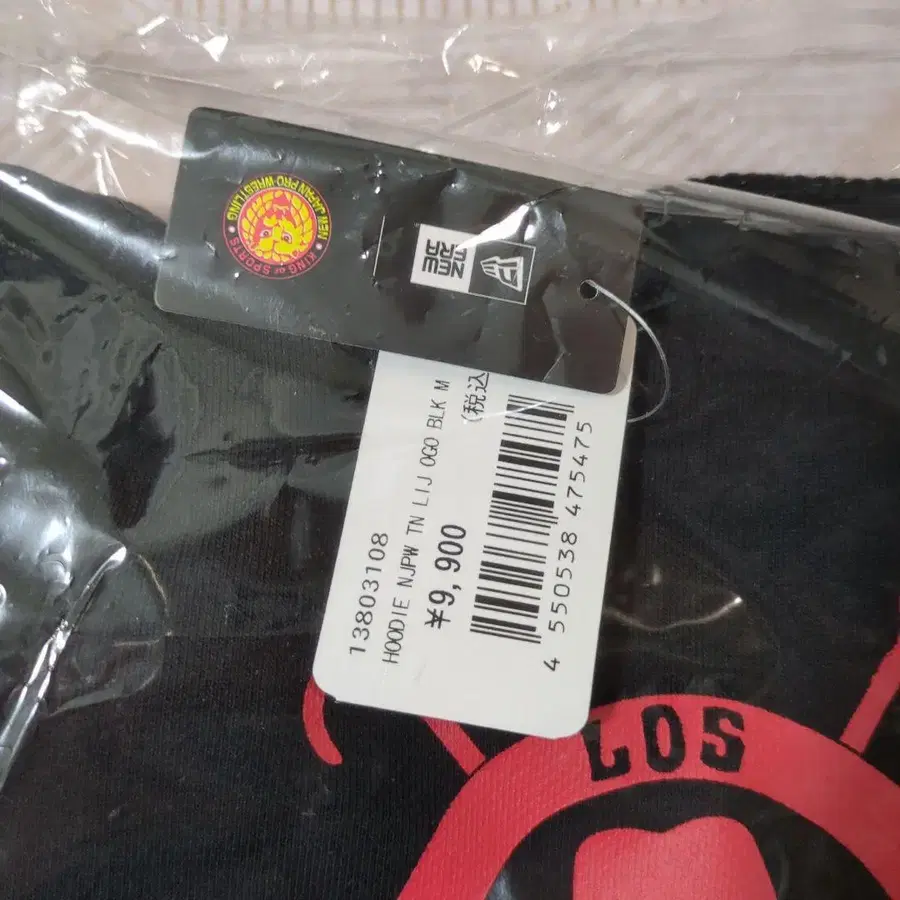 NEW JAPAN PRO-WRESTLING
KING of SPORTS
NEW
ERA
13803108
HOODIE NJPW TN LIJ OGO BLK M
¥9,900
(税込
4 550538 475475
LOS